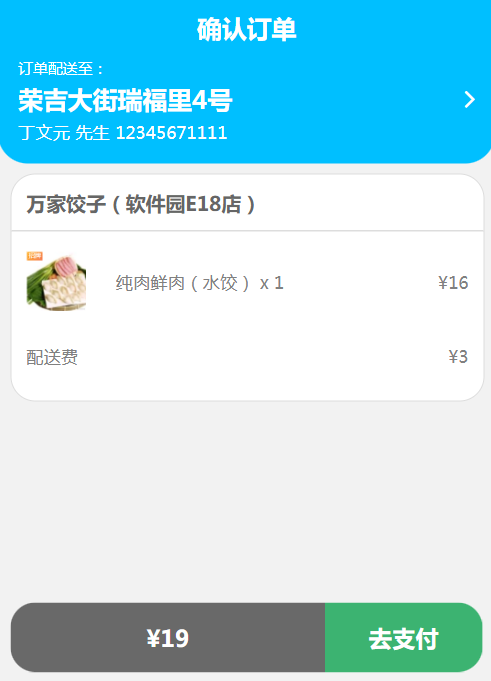 确认订单
订单配送至：
荣吉大街瑞福里4号
丁文元 先生 12345671111
万家饺子（软件园E18店）
纯肉鲜肉（水饺） x 1 ¥16
配送费 ¥3
¥19 去支付